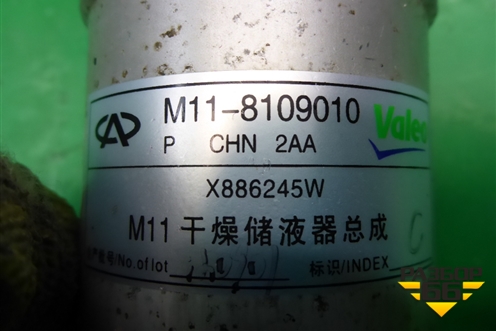 M11-8109010
Valeo
P CHN 2AA
X886245W
M11 干燥储液器总成
No.of lot
标识/INDEX